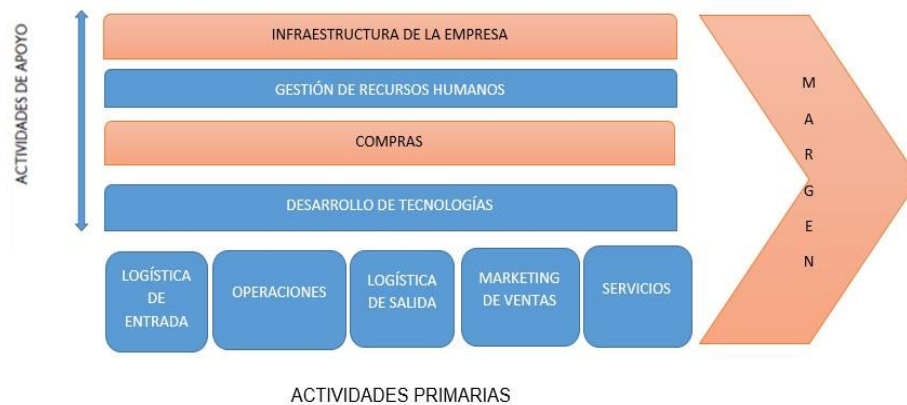 ACTIVIDADES DE APOYO
INFRAESTRUCTURA DE LA EMPRESA
GESTIÓN DE RECURSOS HUMANOS
COMPRAS
DESARROLLO DE TECNOLOGÍAS
LOGÍSTICA
DE
ENTRADA
OPERACIONES
LOGÍSTICA
DE SALIDA
MARKETING
DE VENTAS
SERVICIOS
M
A
R
G
E
N
ACTIVIDADES PRIMARIAS